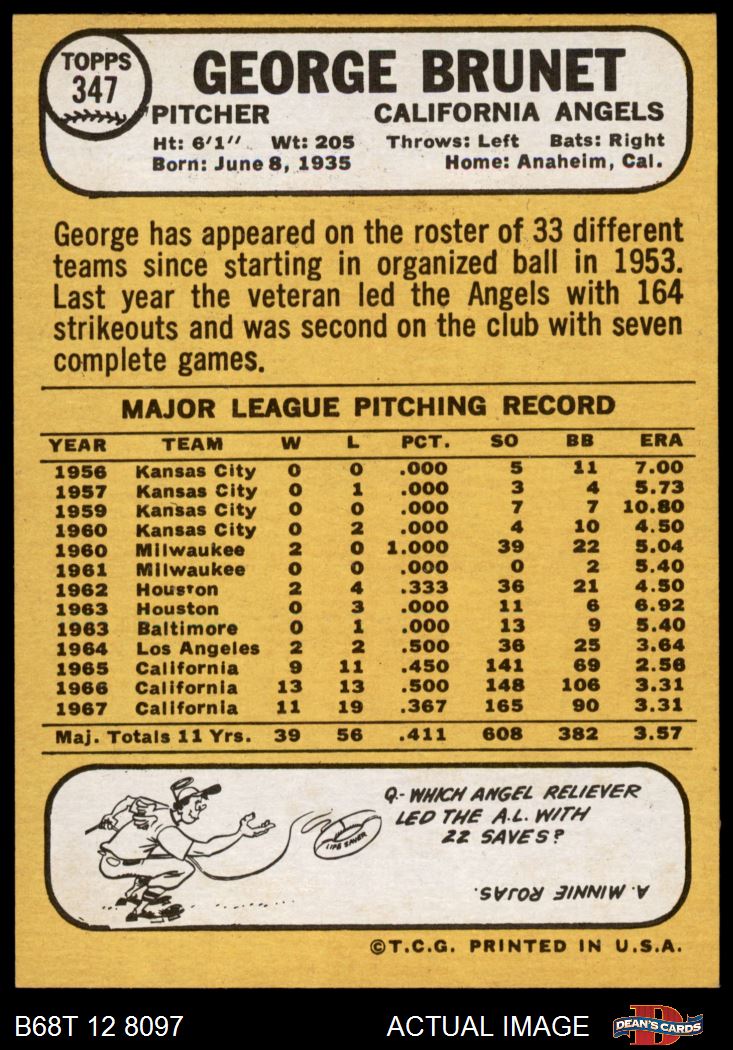 TOPPS
347
GEORGE BRUNET
PITCHER CALIFORNIA ANGELS
Ht: 6'1" Wt: 205 Throws: Left Bats: Right
Born: June 8, 1935 Home: Anaheim, Cal.
George has appeared on the roster of 33 different
teams since starting in organized ball in 1953.
Last year the veteran led the Angels with 164
strikeouts and was second on the club with seven
complete games.
MAJOR LEAGUE PITCHING RECORD
YEAR TEAM W L PCT. SO BB ERA
1956 Kansas City 0 0 .000 5 11 7.00
1957 Kansas City 0 1 .000 3 4 5.73
1959 Kansas City 0 0 .000 7 7 10.80
1960 Kansas City 0 2 .000 4 10 4.50
1960 Milwaukee 2 0 1.000 39 22 5.04
1961 Milwaukee 0 0 .000 0 2 5.40
1962 Houston 2 4 .333 36 21 4.50
1963 Houston 0 3 .000 11 6 6.92
1963 Baltimore 0 1 .000 13 9 5.40
1964 Los Angeles 2 2 .500 36 25 3.64
1965 California 9 11 .450 141 69 2.56
1966 California 13 13 .500 148 106 3.31
1967 California 11 19 .367 165 90 3.31
Maj. Totals 11 Yrs. 39 56 .411 608 382 3.57
Q-WHICH ANGEL RELIEVER
LED THE A.L. WITH
22 SAVES?
LIFE SAVER
A. MINNIE ROJAS.
©T.C.G. PRINTED IN U.S.A.
B68T 12 8097 ACTUAL IMAGE
D
DEAN'S CARDS